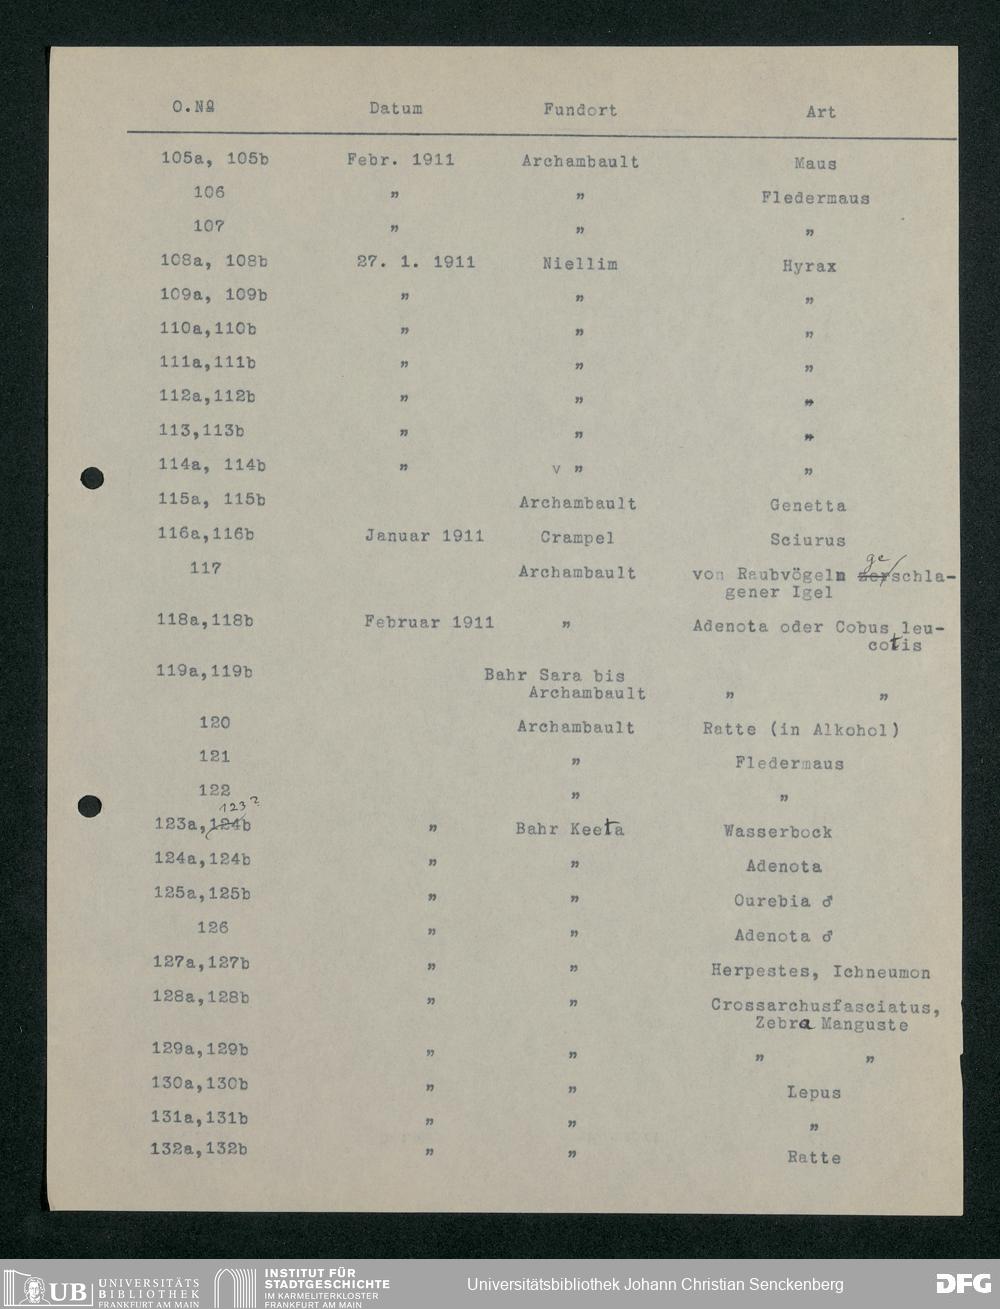 O.Nº Datum Fundort Art
105a, 105b Febr. 1911 Archambault Maus
106 " " Fledermaus
107 " " "
108a, 108b 27. 1. 1911 Niellim Hyrax
109a, 109b " " "
110a,110b " " "
111a,111b " " "
112a,112b " " "
113,113b " " "
114a, 114b " v " "
115a, 115b Archambault Genetta
116a,116b Januar 1911 Crampel Sciurus
ge
117 Archambault von Raubvögeln zerschla-
gener Igel
118a,118b Februar 1911 " Adenota oder Cobus leu-
cotis
119a,119b Bahr Sara bis
Archambault " "
120 Archambault Ratte (in Alkohol)
121 " Fledermaus
122 " "
123?
123a,124b " Bahr Keeta Wasserbock
124a,124b " " Adenota
125a,125b " " Ourebia ♂
126 " " Adenota ♂
127a,127b " " Herpestes, Ichneumon
128a,128b " " Crossarchusfasciatus,
Zebra Manguste
129a,129b " " " "
130a,130b " " Lepus
131a,131b " " "
132a,132b " " Ratte
UB UNIVERSITÄTS
BIBLIOTHEK
FRANKFURT AM MAIN
INSTITUT FÜR
STADTGESCHICHTE
IM KARMELITERKLOSTER
FRANKFURT AM MAIN
Universitätsbibliothek Johann Christian Senckenberg
DFG